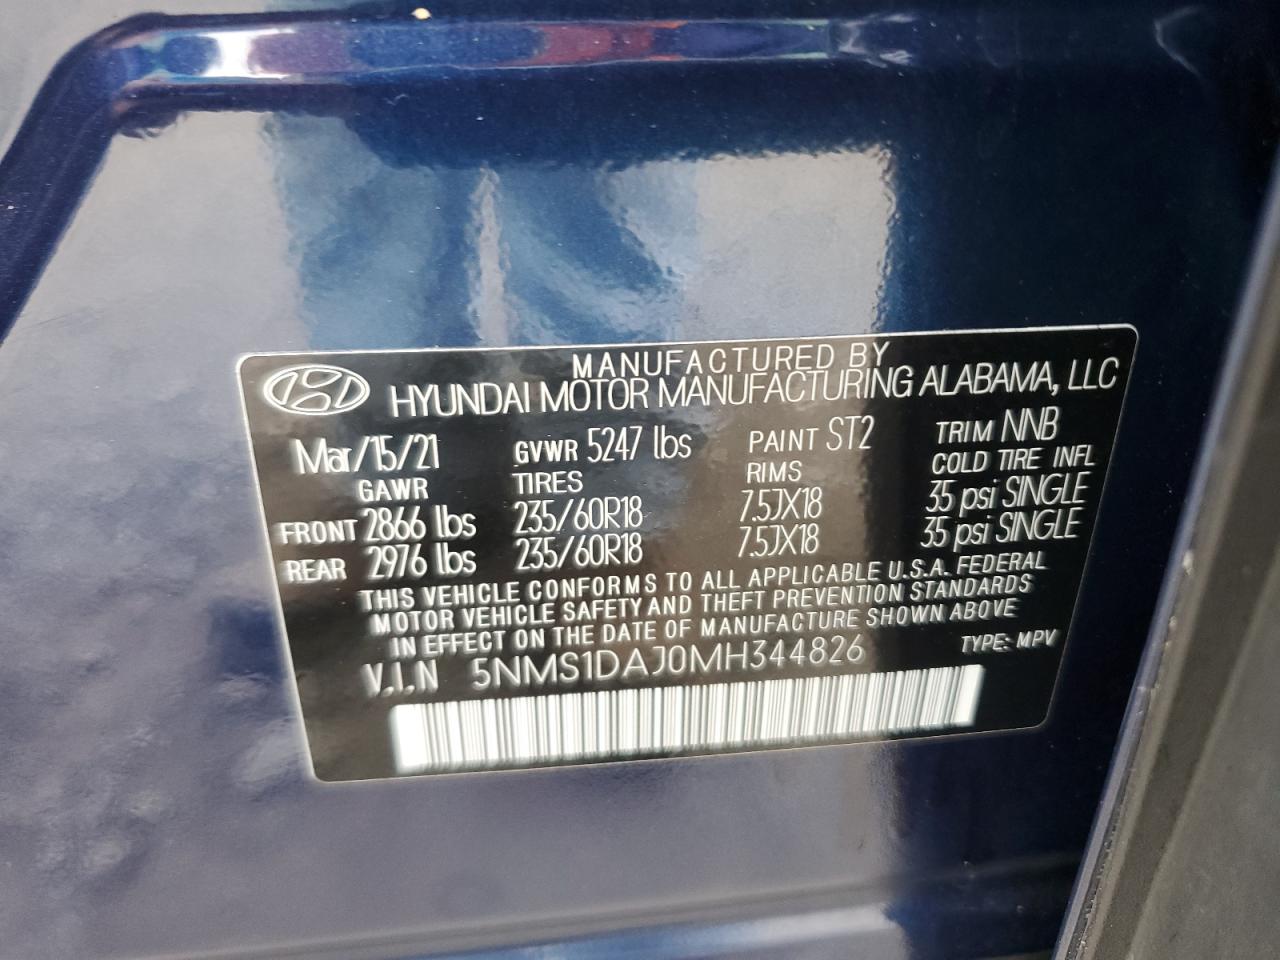 MANUFACTURED BY
HYUNDAI MOTOR MANUFACTURING ALABAMA, LLC
Mar/15/21 GVWR 5247 lbs PAINT ST2 TRIM NNB
GAWR TIRES RIMS COLD TIRE INFL
FRONT 2866 lbs 235/60R18 7.5JX18 35 psi SINGLE
REAR 2976 lbs 235/60R18 7.5JX18 35 psi SINGLE
THIS VEHICLE CONFORMS TO ALL APPLICABLE U.S.A. FEDERAL
MOTOR VEHICLE SAFETY AND THEFT PREVENTION STANDARDS
IN EFFECT ON THE DATE OF MANUFACTURE SHOWN ABOVE
V.I.N 5NMS1DAJ0MH344826 TYPE: MPV